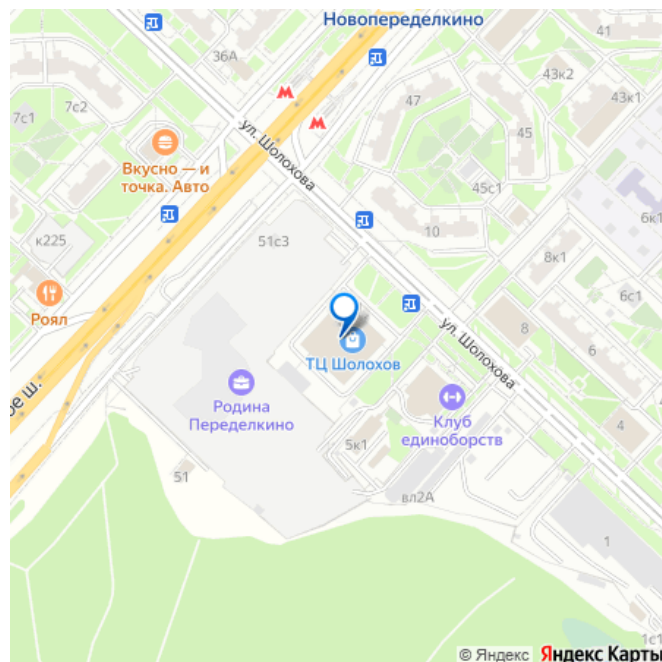 Новопеределкино
41
36А
43к2
7с2
47
43к1
7с1
45
ул. Шолохова
Вкусно — и
точка. Авто
45с1
10
51с3
к225
8к1
6с1
Роял
ул. Шолохова
8
6
ТЦ Шолохов
ое ш.
Родина
Переделкино
Клуб
единоборств
4
5к1
51
вл2А
1
1с1
© Яндекс Яндекс Карты